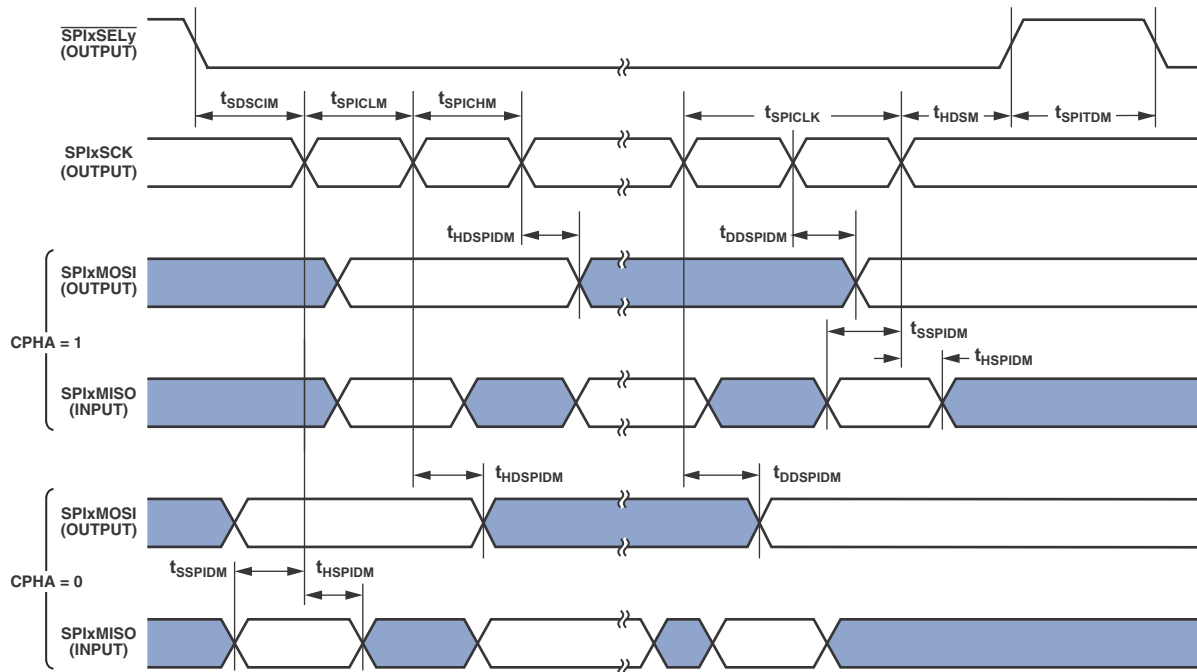 SPIxSELy
(OUTPUT)
tSDSCIM
tSPICLM
tSPICHM
tSPICLK
tHDSM
tSPITDM
SPIxSCK
(OUTPUT)
tHDSPIDM
tDDSPIDM
SPIxMOSI
(OUTPUT)
tSSPIDM
CPHA = 1
tHSPIDM
SPIxMISO
(INPUT)
tHDSPIDM
tDDSPIDM
SPIxMOSI
(OUTPUT)
tSSPIDM
tHSPIDM
CPHA = 0
SPIxMISO
(INPUT)